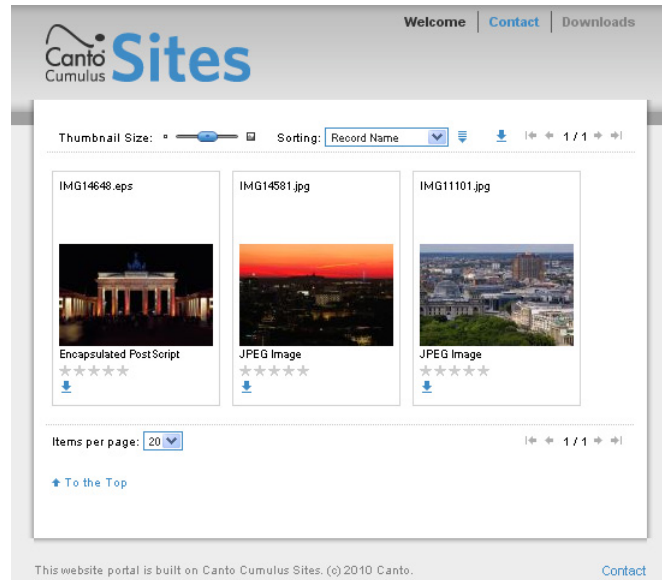 Welcome | Contact | Downloads
Canto
Cumulus
Sites
Thumbnail Size: Sorting: Record Name 1 / 1
IMG14648.eps IMG14581.jpg IMG11101.jpg
Encapsulated PostScript JPEG Image JPEG Image
Items per page: 20 1 / 1
To the Top
This website portal is built on Canto Cumulus Sites. (c) 2010 Canto. Contact